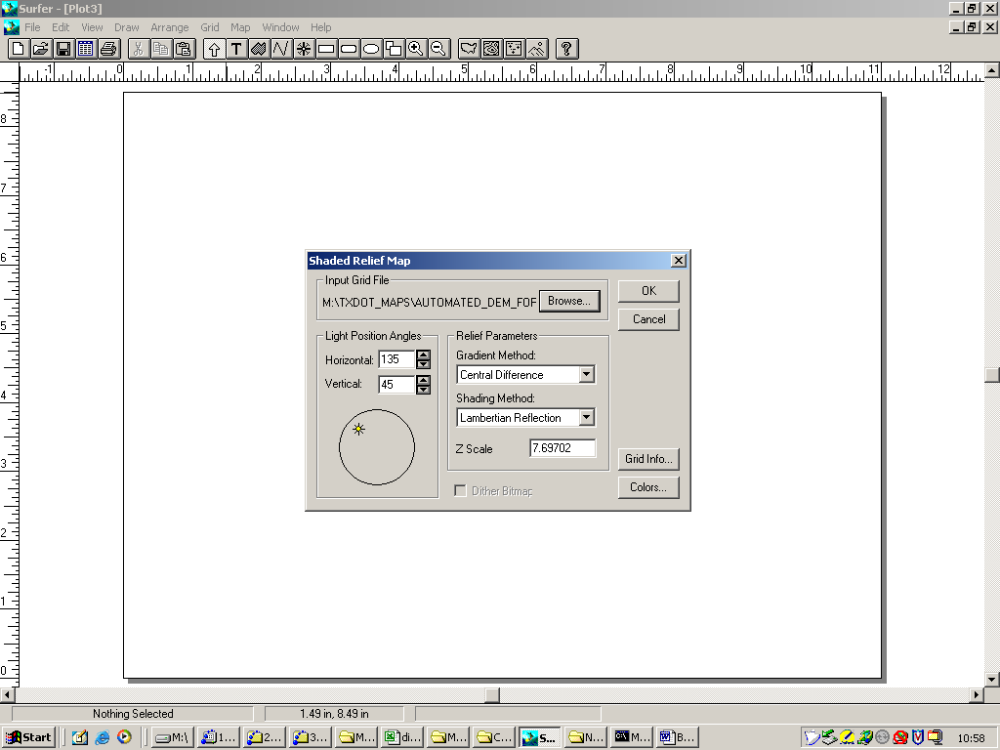 Surfer - [Plot3]
File Edit View Draw Arrange Grid Map Window Help
-1 0 1 2 3 4 5 6 7 8 9 10 11 12
8
7
6
5
4
3
2
1
0
Shaded Relief Map
Input Grid File
M:\TXDOT_MAPS\AUTOMATED_DEM_FOF Browse...
OK
Cancel
Light Position Angles
Horizontal: 135
Vertical: 45
Relief Parameters
Gradient Method:
Central Difference
Shading Method:
Lambertian Reflection
Z Scale 7.69702
Dither Bitmap
Grid Info...
Colors...
Nothing Selected 1.49 in, 8.49 in
Start M:\ 1... 2... 3... M... di... M... C... S... N... M... B... 10:58